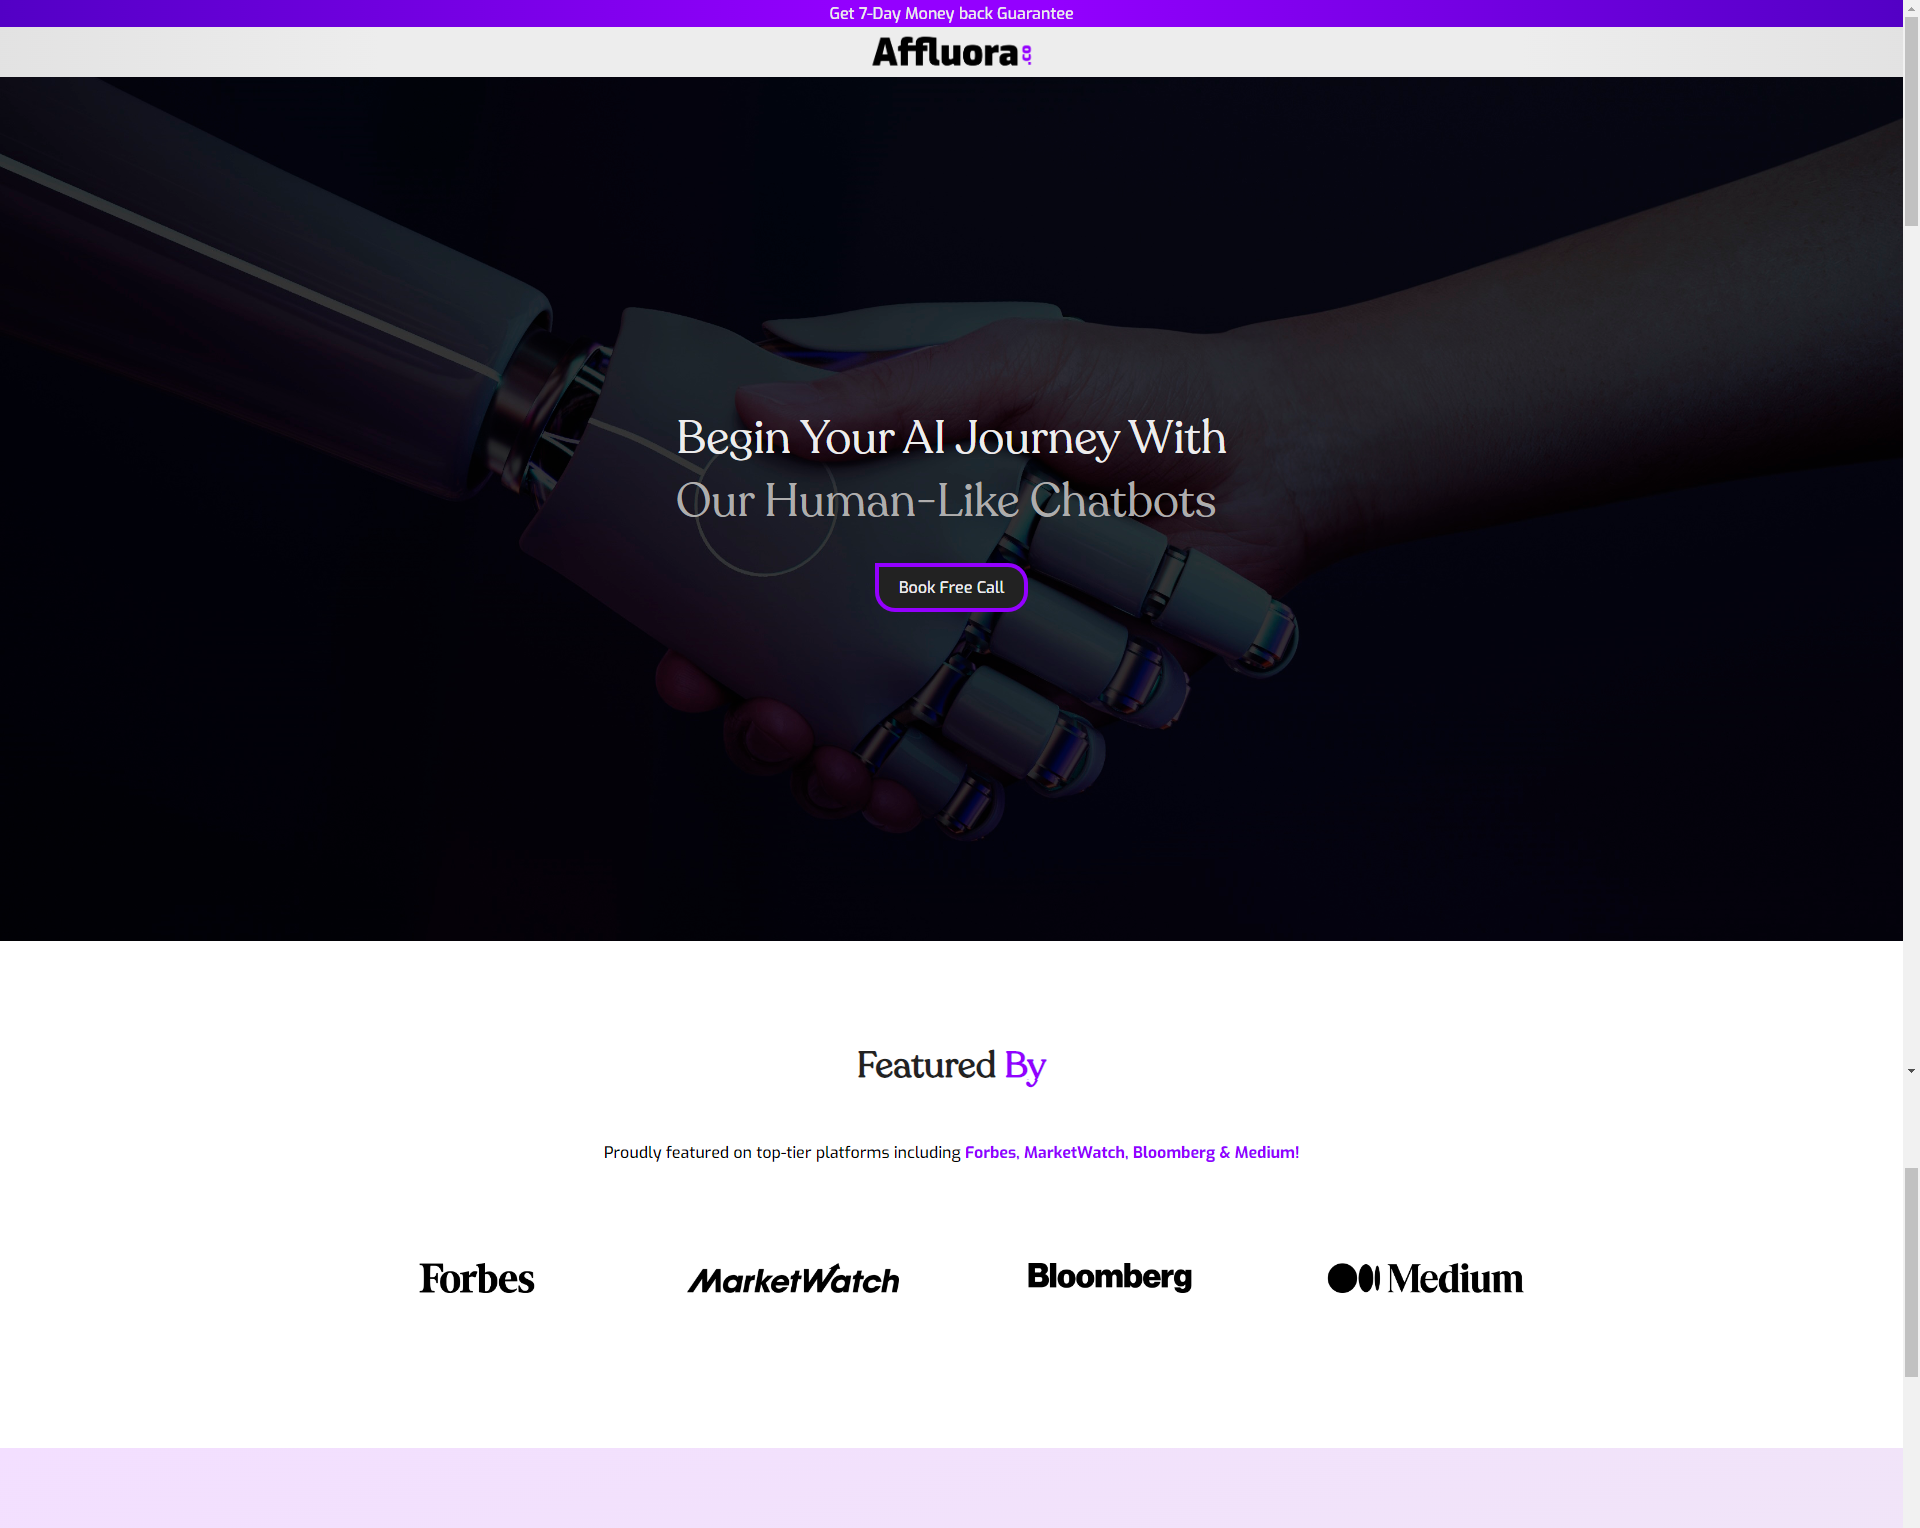 Get 7-Day Money back Guarantee
Affluora.co
Begin Your AI Journey With
Our Human-Like Chatbots
Book Free Call
Featured By
Proudly featured on top-tier platforms including Forbes, MarketWatch, Bloomberg & Medium!
Forbes MarketWatch Bloomberg Medium